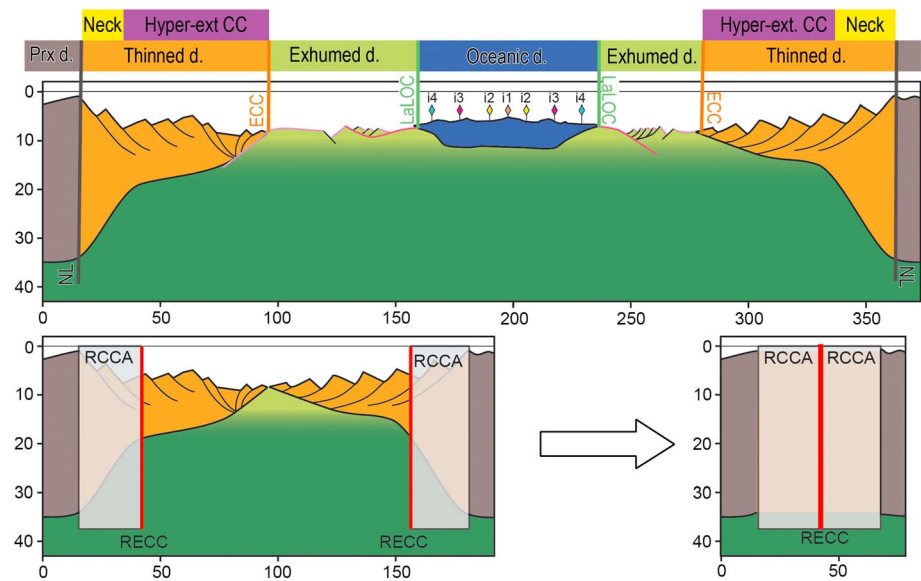 Neck Hyper-ext CC Hyper-ext. CC Neck
Prx d. Thinned d. Exhumed d. Oceanic d. Exhumed d. Thinned d. Prx d.
ECC LaLOC LaLOC ECC
i4 i3 i2 i1 i2 i3 i4
0
10
20
30
40
NL NL
0 50 100 150 200 250 300 350
0
10
20
30
40
RCCA RCCA
RECC RECC
0 50 100 150
0
10
20
30
40
RCCA RCCA
RECC
0 50